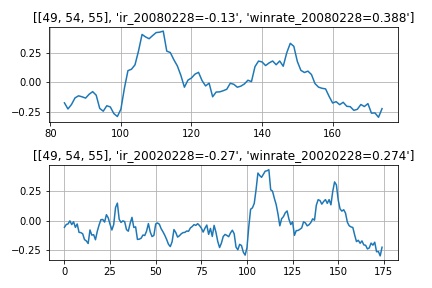 [[49, 54, 55], 'ir_20080228=-0.13', 'winrate_20080228=0.388']
0.25
0.00
−0.25
80 100 120 140 160
[[49, 54, 55], 'ir_20020228=-0.27', 'winrate_20020228=0.274']
0.25
0.00
−0.25
0 25 50 75 100 125 150 175